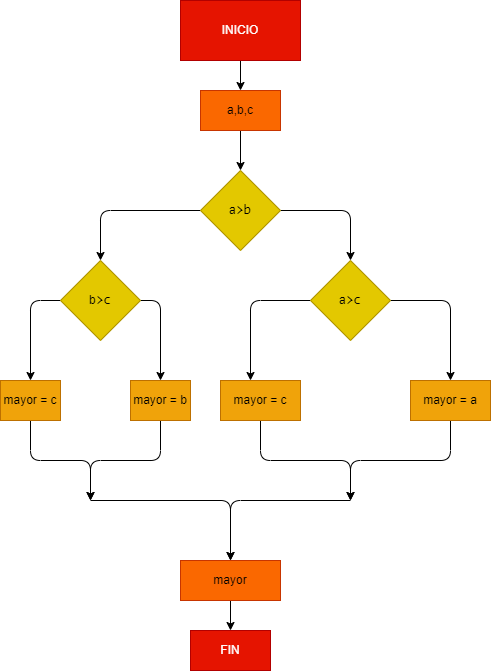 INICIO
a,b,c
a>b
b>c
a>c
mayor = c
mayor = b
mayor = c
mayor = a
mayor
FIN